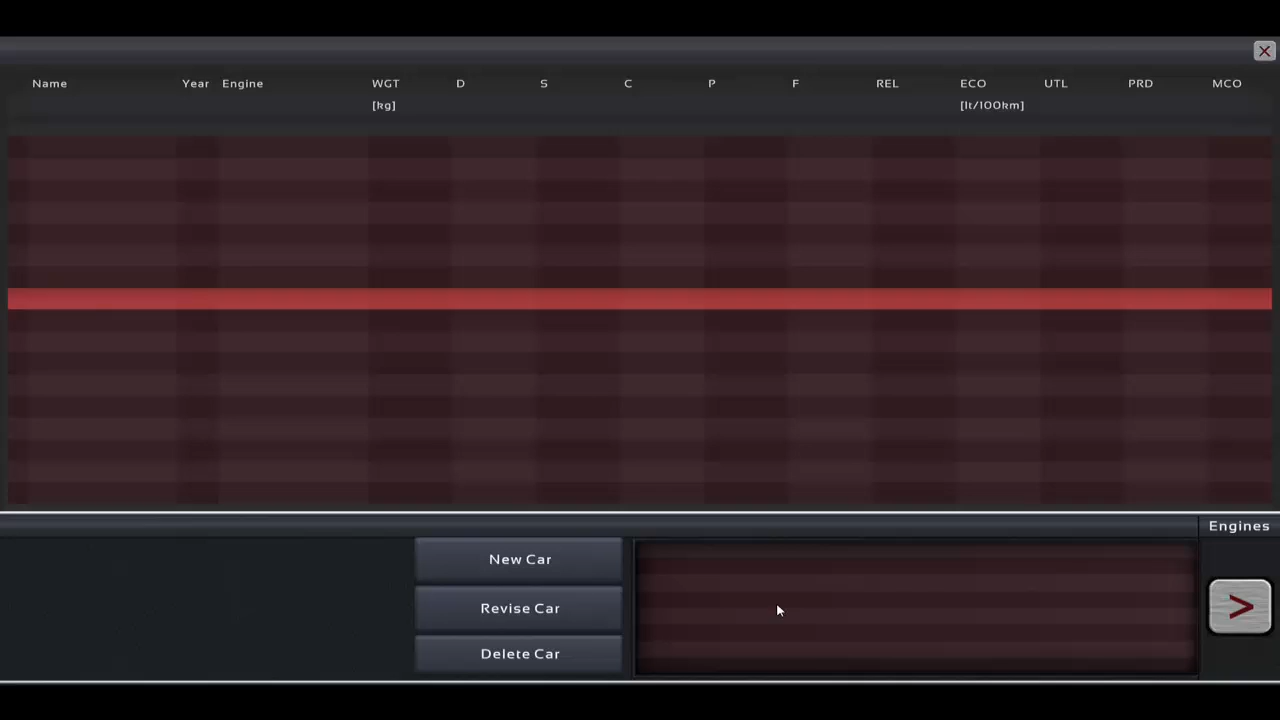 Name Year Engine WGT D S C P F REL ECO UTL PRD MCO
[kg] [lt/100km]
Engines
New Car
Revise Car
>
Delete Car